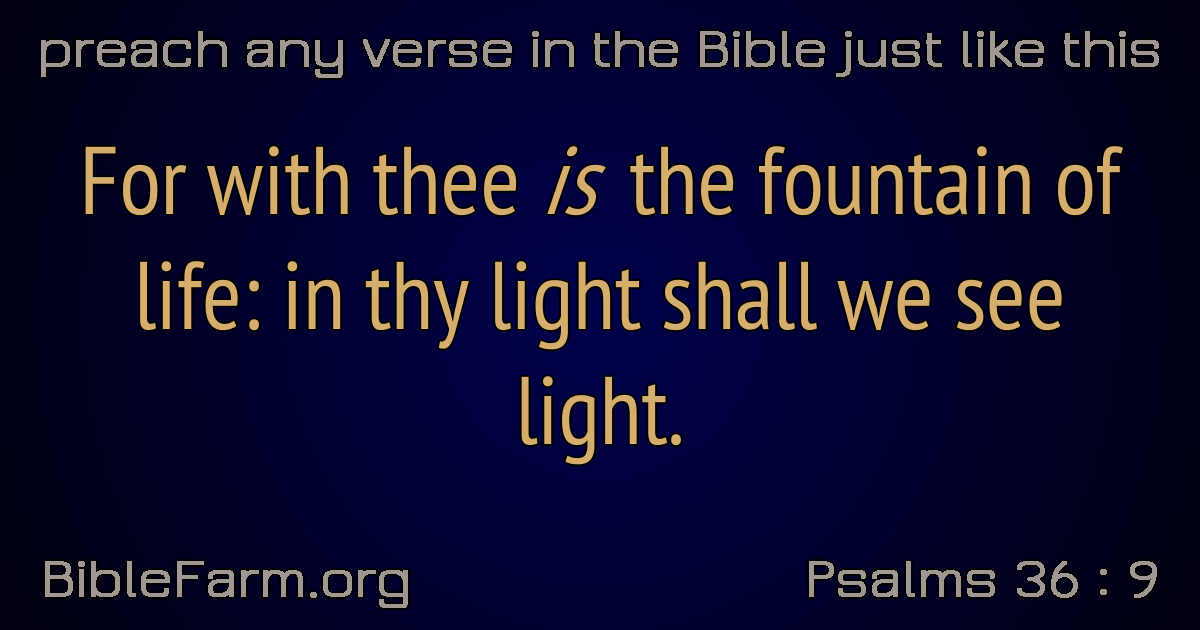 preach any verse in the Bible just like this
For with thee is the fountain of
life: in thy light shall we see
light.
BibleFarm.org
Psalms 36 : 9